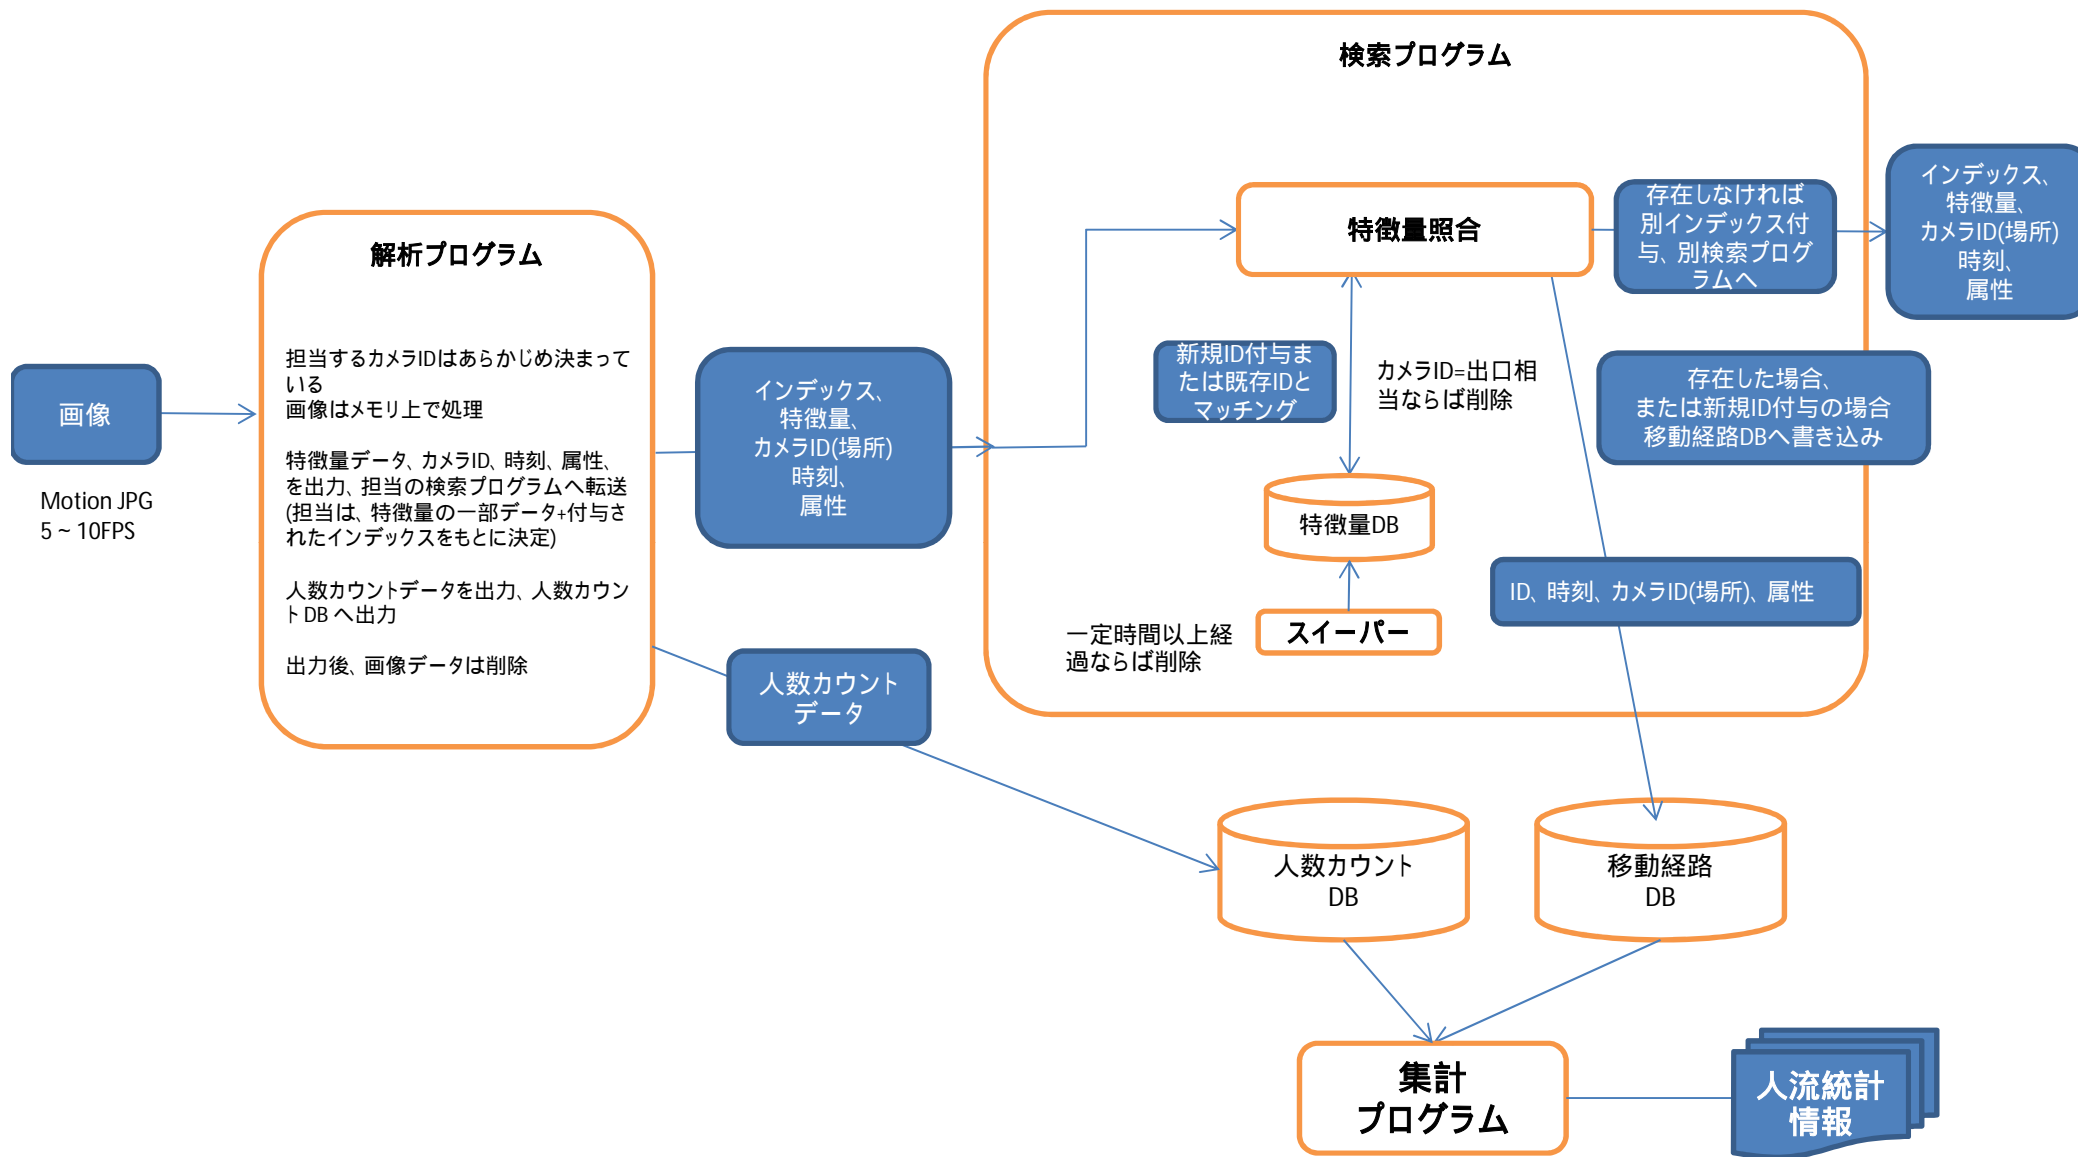 検索プログラム
解析プログラム
担当するカメラIDはあらかじめ決まって
いる
画像はメモリ上で処理
特徴量データ、カメラID、時刻、属性、
を出力、担当の検索プログラムへ転送
(担当は、特徴量の一部データ+付与さ
れたインデックスをもとに決定)
人数カウントデータを出力、人数カウン
ト DB へ出力
出力後、画像データは削除
画像
Motion JPG
5 ~ 10FPS
インデックス、
特徴量、
カメラID(場所)
時刻、
属性
人数カウント
データ
特徴量照合
存在しなければ
別インデックス付
与、別検索プログ
ラムへ
インデックス、
特徴量、
カメラID(場所)
時刻、
属性
新規ID付与ま
たは既存IDと
マッチング
カメラID=出口相
当ならば削除
存在した場合、
または新規ID付与の場合
移動経路DBへ書き込み
特徴量DB
ID、時刻、カメラID(場所)、属性
一定時間以上経
過ならば削除
スイーパー
人数カウント
DB
移動経路
DB
集計
プログラム
人流統計
情報